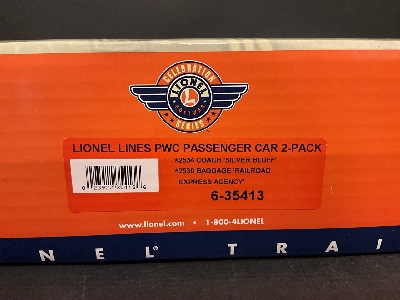 CELEBRATION
LIONEL
L
POSTWAR
SERIES
LIONEL LINES PWC PASSENGER CAR 2-PACK
#2534 COACH 'SILVER BLUFF'
#2530 BAGGAGE 'RAILROAD
EXPRESS AGENCY'
6-35413
www.lionel.com • 1-800-4LIONEL
NEL® TRAI